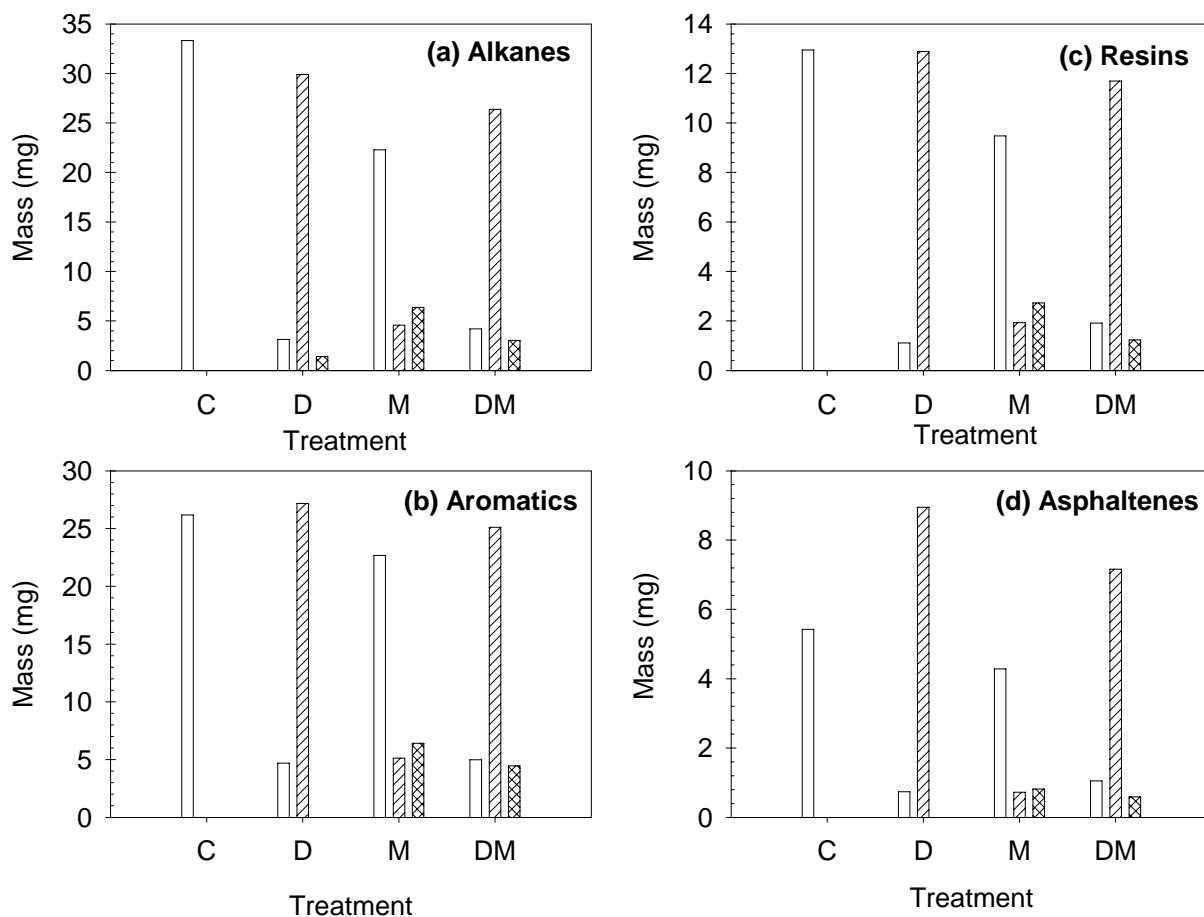 (a) Alkanes
Mass (mg)
35
30
25
20
15
10
5
0
C D M DM
Treatment
(c) Resins
Mass (mg)
14
12
10
8
6
4
2
0
C D M DM
Treatment
(b) Aromatics
Mass (mg)
30
25
20
15
10
5
0
C D M DM
Treatment
(d) Asphaltenes
Mass (mg)
10
8
6
4
2
0
C D M DM
Treatment